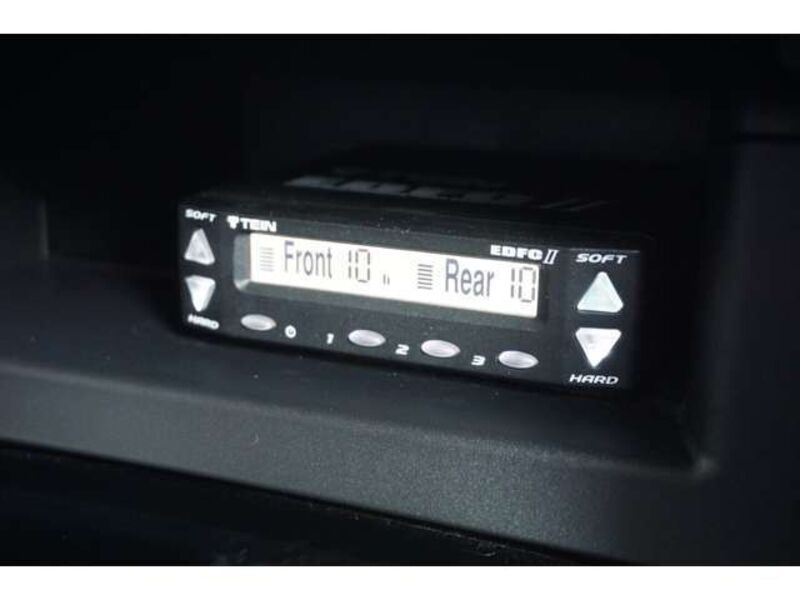 SOFT TEIN
EDFC II SOFT
Front 10 Rear 10
HARD
1 2 3
HARD